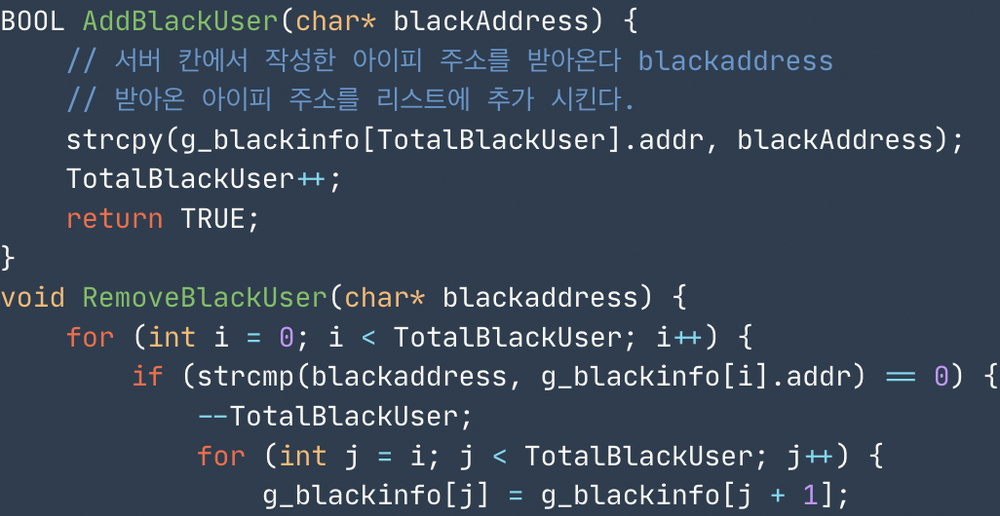 BOOL AddBlackUser(char* blackAddress) {
    // 서버 칸에서 작성한 아이피 주소를 받아온다 blackaddress
    // 받아온 아이피 주소를 리스트에 추가 시킨다.
    strcpy(g_blackinfo[TotalBlackUser].addr, blackAddress);
    TotalBlackUser++;
    return TRUE;
}
void RemoveBlackUser(char* blackaddress) {
    for (int i = 0; i < TotalBlackUser; i++) {
        if (strcmp(blackaddress, g_blackinfo[i].addr) == 0) {
            --TotalBlackUser;
            for (int j = i; j < TotalBlackUser; j++) {
                g_blackinfo[j] = g_blackinfo[j + 1];